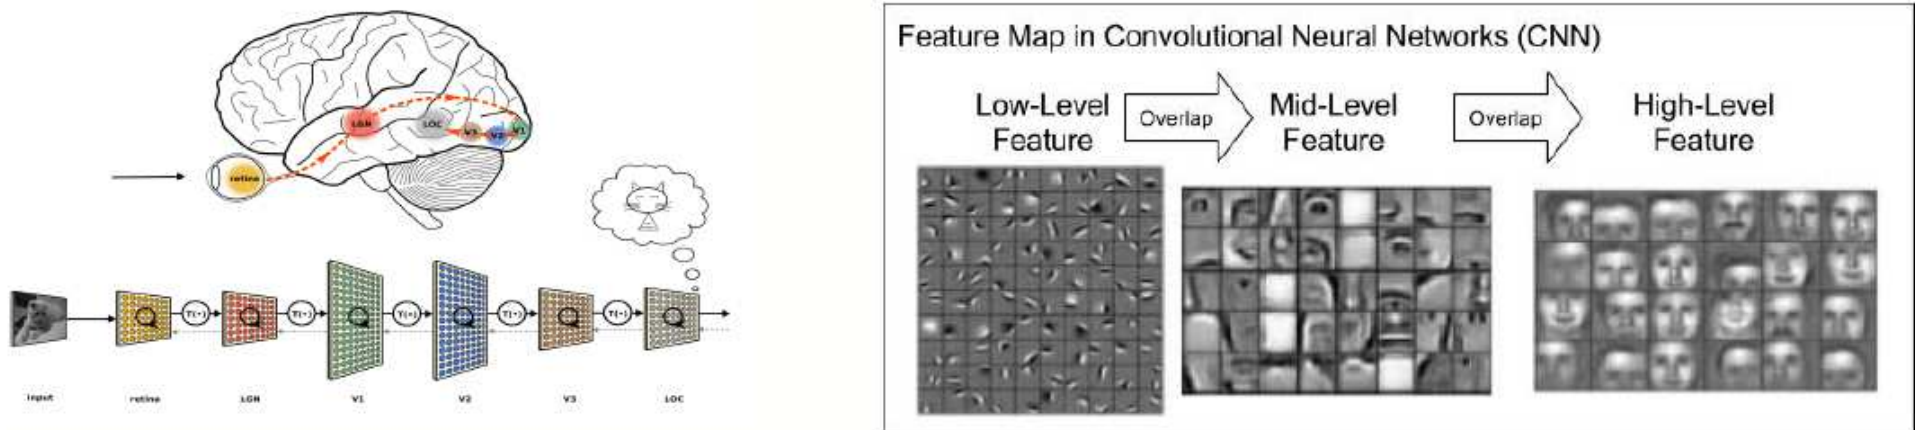 LGN
LOC
V3
V2
V1
retina
T(·)
T(·)
T(·)
T(·)
T(·)
input
retina
LGN
V1
V2
V3
LOC
Feature Map in Convolutional Neural Networks (CNN)
Low-Level
Feature
Overlap
Mid-Level
Feature
Overlap
High-Level
Feature